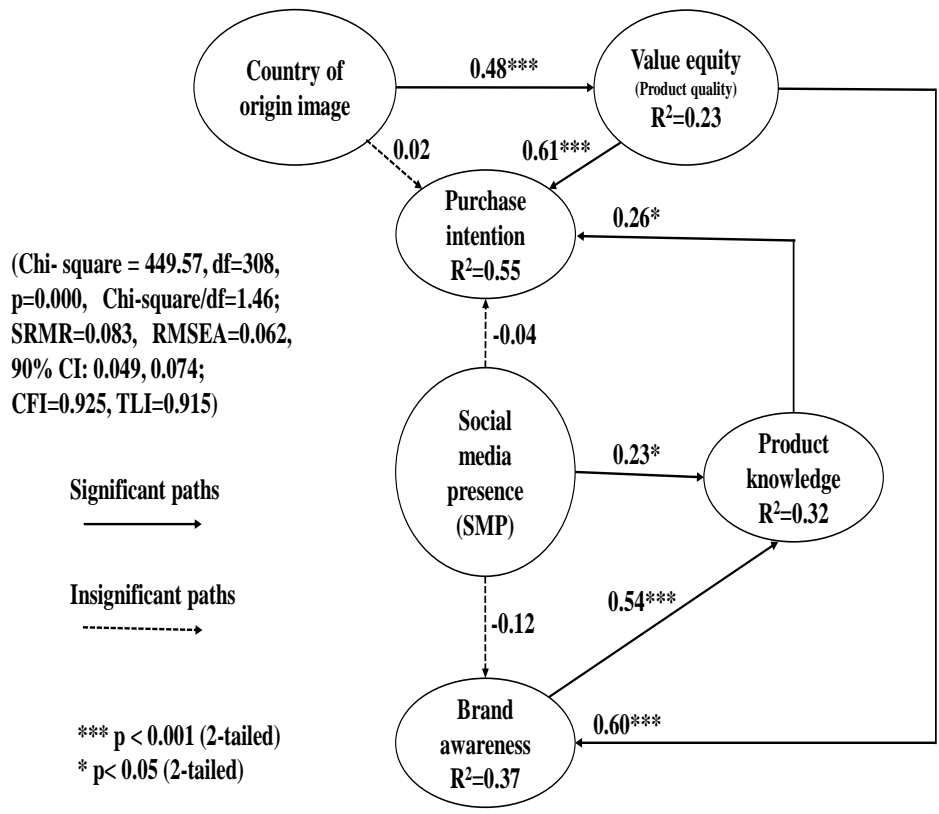 Country of
origin image
0.48***
Value equity
(Product quality)
R²=0.23
0.02
0.61***
Purchase
intention
R²=0.55
0.26*
(Chi- square = 449.57, df=308,
p=0.000, Chi-square/df=1.46;
SRMR=0.083, RMSEA=0.062,
90% CI: 0.049, 0.074;
CFI=0.925, TLI=0.915)
-0.04
Social
media
presence
(SMP)
0.23*
Product
knowledge
R²=0.32
Significant paths
Insignificant paths
0.54***
-0.12
Brand
awareness
R²=0.37
0.60***
*** p < 0.001 (2-tailed)
* p< 0.05 (2-tailed)